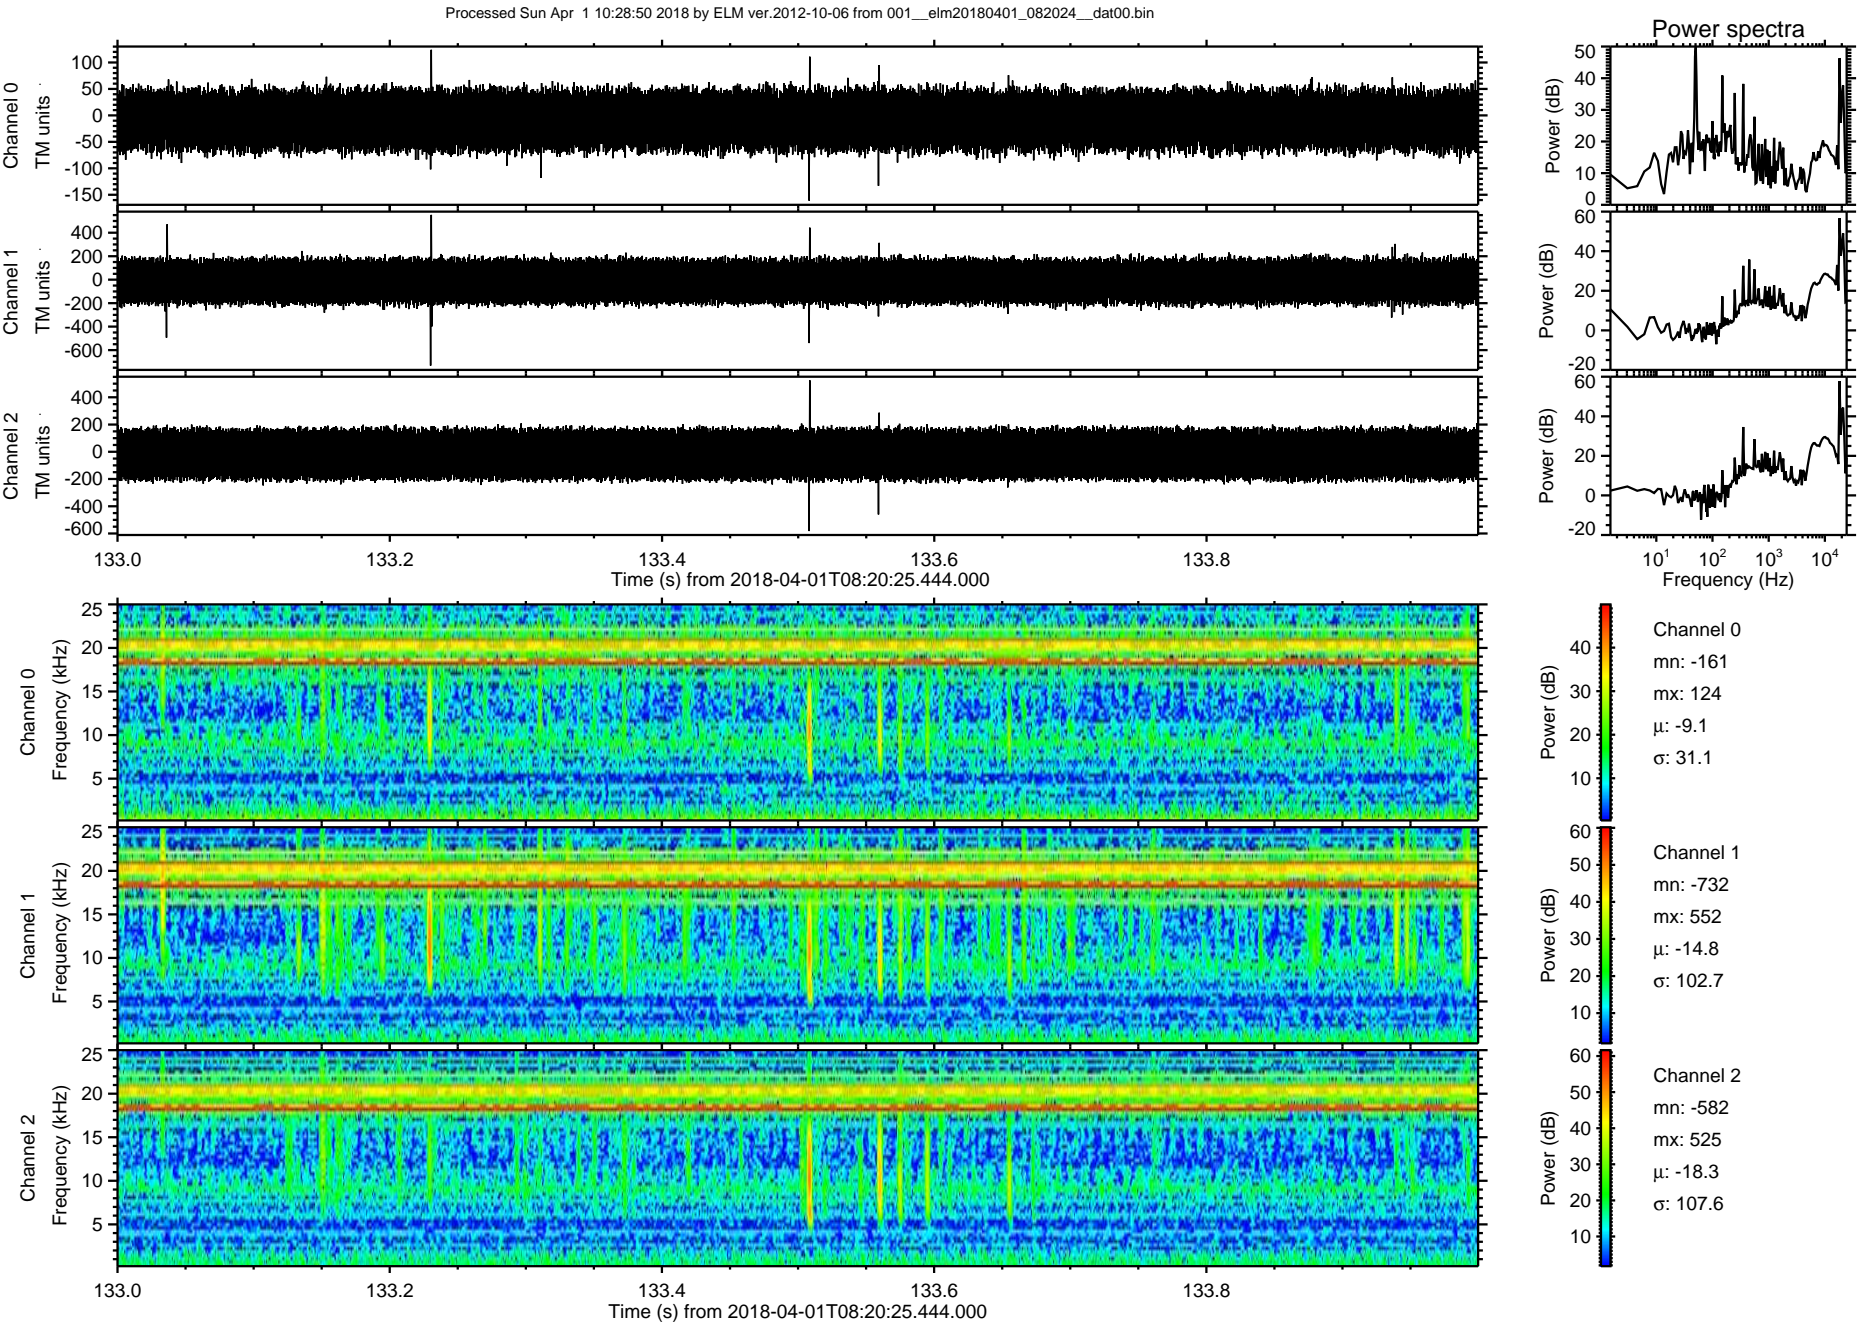 Processed Sun Apr  1 10:28:50 2018 by ELM ver.2012-10-06 from 001__elm20180401_082024__dat00.bin
Power spectra
Channel 0
TM units
100
50
0
-50
-100
-150
Power (dB)
50
40
30
20
10
0
Channel 1
TM units
400
200
0
-200
-400
-600
Power (dB)
60
40
20
0
-20
Channel 2
TM units
400
200
0
-200
-400
-600
Power (dB)
60
40
20
0
-20
133.0 133.2 133.4 133.6 133.8
Time (s) from 2018-04-01T08:20:25.444.000
10¹ 10² 10³ 10⁴
Frequency (Hz)
Channel 0
Frequency (kHz)
25
20
15
10
5
Power (dB)
40
30
20
10
Channel 0
mn: -161
mx: 124
µ: -9.1
σ: 31.1
Channel 1
Frequency (kHz)
25
20
15
10
5
Power (dB)
60
50
40
30
20
10
Channel 1
mn: -732
mx: 552
µ: -14.8
σ: 102.7
Channel 2
Frequency (kHz)
25
20
15
10
5
Power (dB)
60
50
40
30
20
10
Channel 2
mn: -582
mx: 525
µ: -18.3
σ: 107.6
133.0 133.2 133.4 133.6 133.8
Time (s) from 2018-04-01T08:20:25.444.000